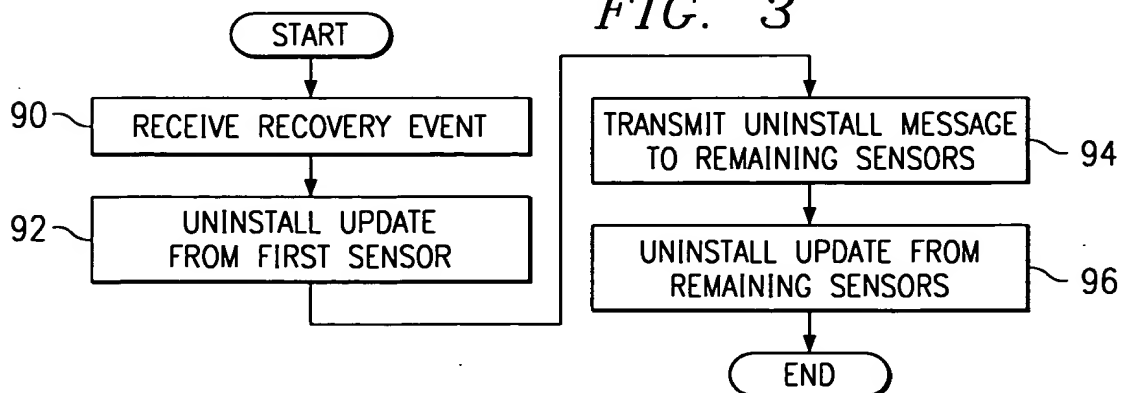 FIG. 3
START
90
RECEIVE RECOVERY EVENT
92
UNINSTALL UPDATE
FROM FIRST SENSOR
TRANSMIT UNINSTALL MESSAGE
TO REMAINING SENSORS
94
UNINSTALL UPDATE FROM
REMAINING SENSORS
96
END